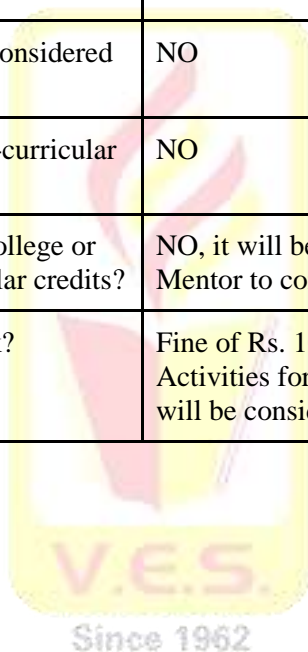 onsidered NO
-curricular NO
ollege or NO, it will be
lar credits? Mentor to co
? Fine of Rs. 1
Activities for
will be consid
V.E.S.
Since 1962